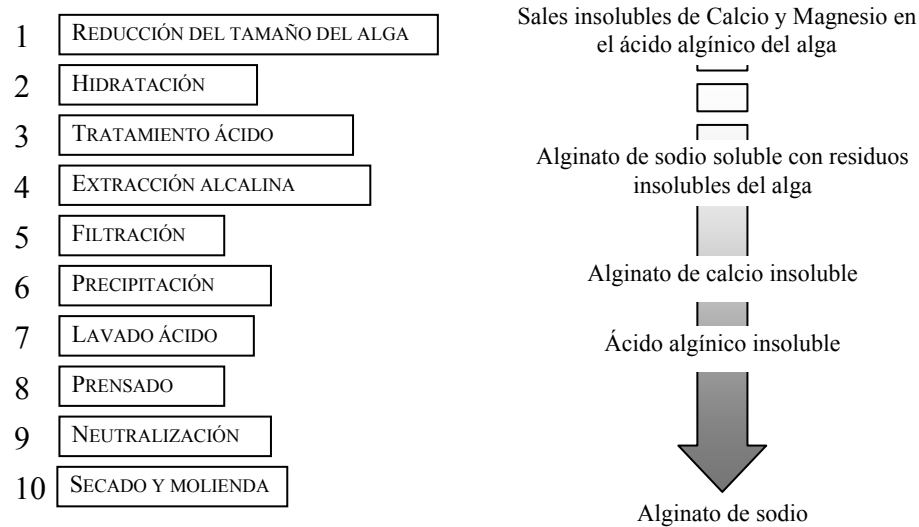 1 REDUCCIÓN DEL TAMAÑO DEL ALGA
2 HIDRATACIÓN
3 TRATAMIENTO ÁCIDO
4 EXTRACCIÓN ALCALINA
5 FILTRACIÓN
6 PRECIPITACIÓN
7 LAVADO ÁCIDO
8 PRENSADO
9 NEUTRALIZACIÓN
10 SECADO Y MOLIENDA
Sales insolubles de Calcio y Magnesio en
el ácido algínico del alga
Alginato de sodio soluble con residuos
insolubles del alga
Alginato de calcio insoluble
Ácido algínico insoluble
Alginato de sodio